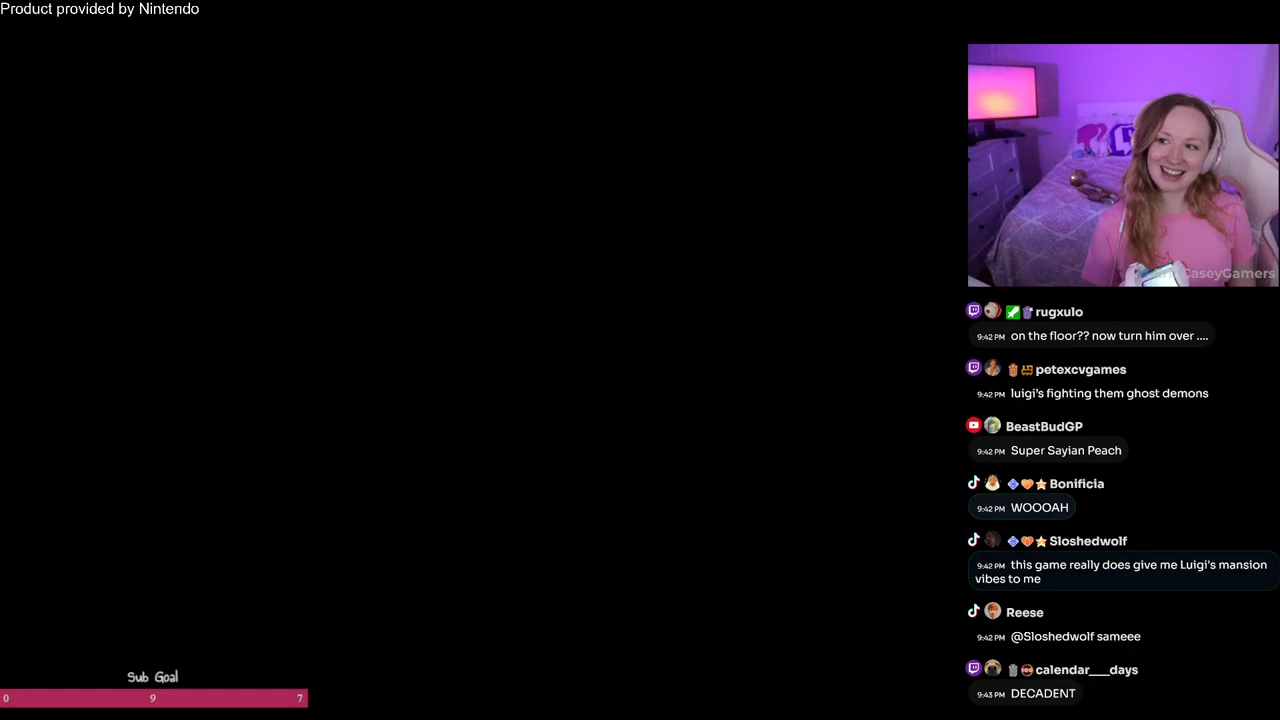 Product provided by Nintendo
CaseyGamers
rugxulo
9:42 PM on the floor?? now turn him over ....
petexcvgames
9:42 PM luigi's fighting them ghost demons
BeastBudGP
9:42 PM Super Sayian Peach
Bonificia
9:42 PM WOOOAH
Sloshedwolf
9:42 PM this game really does give me Luigi's mansion
vibes to me
Reese
9:42 PM @Sloshedwolf sameee
calendar___days
9:43 PM DECADENT
Sub Goal
0 9 7